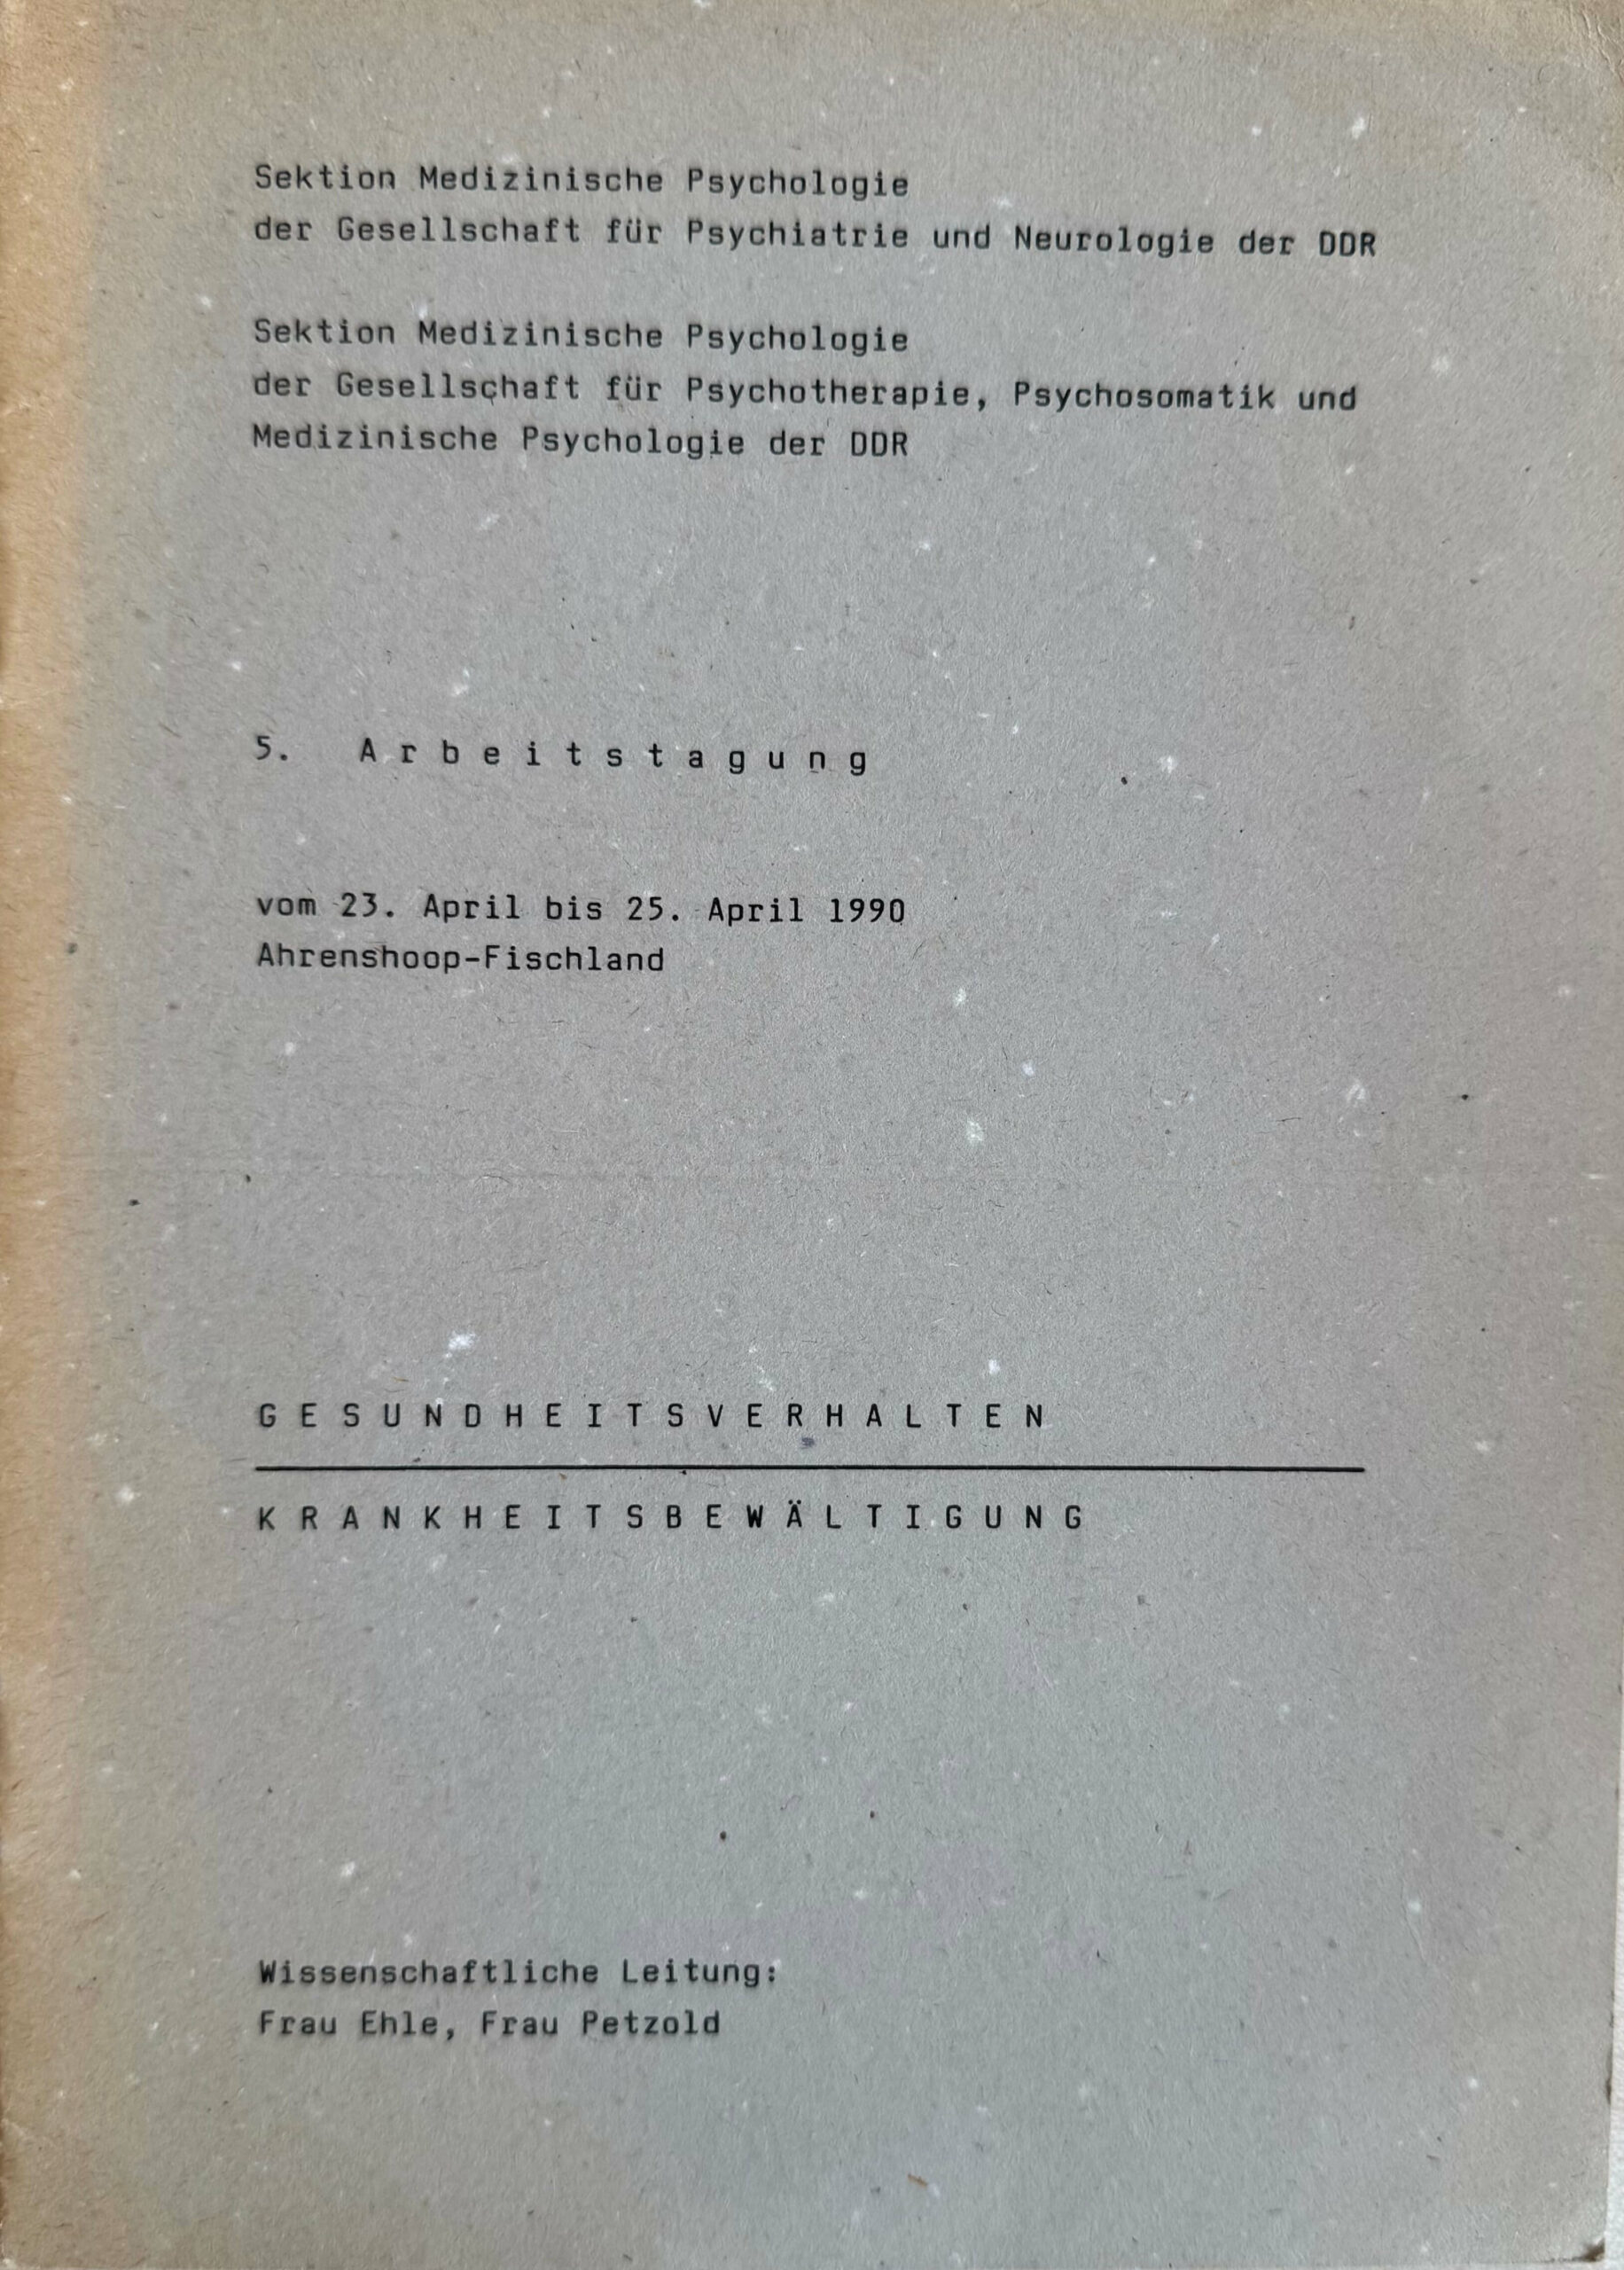 Sektion Medizinische Psychologie
der Gesellschaft für Psychiatrie und Neurologie der DDR
Sektion Medizinische Psychologie
der Gesellschaft für Psychotherapie, Psychosomatik und
Medizinische Psychologie der DDR
5. Arbeitstagung
vom 23. April bis 25. April 1990
Ahrenshoop-Fischland
GESUNDHEITSVERHALTEN
KRANKHEITSBEWÄLTIGUNG
Wissenschaftliche Leitung:
Frau Ehle, Frau Petzold